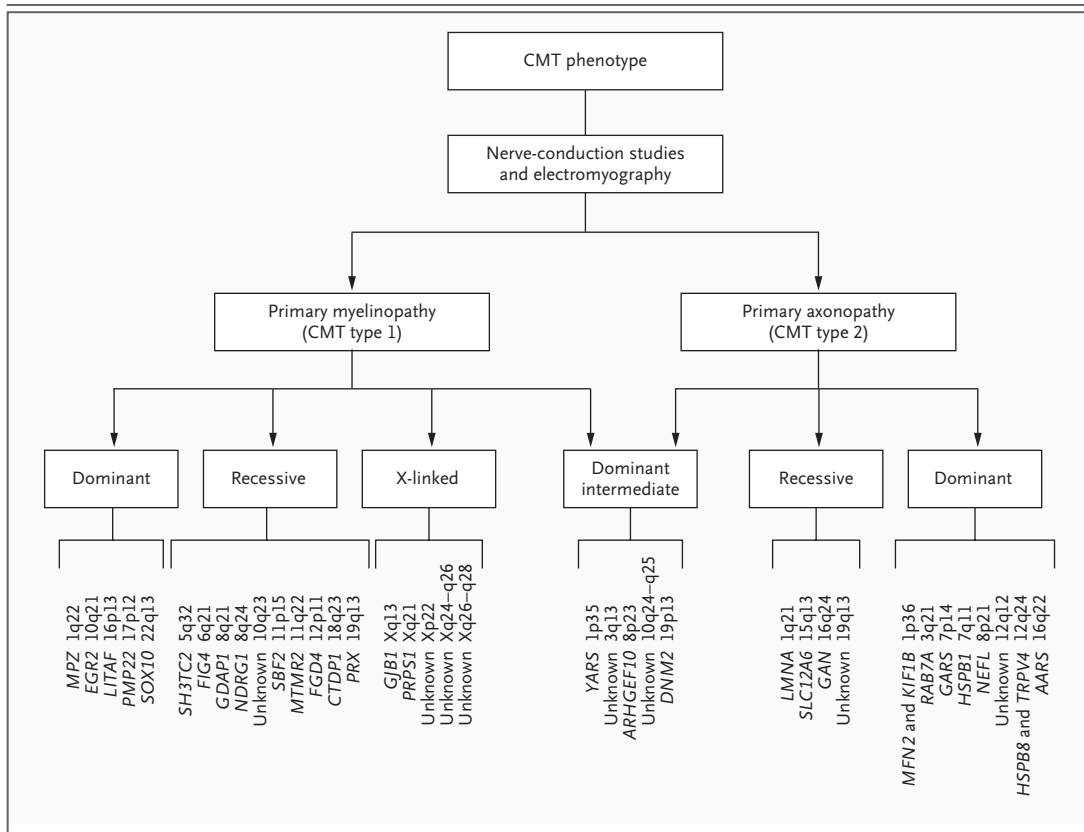 CMT phenotype
Nerve-conduction studies
and electromyography
Primary myelinopathy
(CMT type 1)
Primary axonopathy
(CMT type 2)
Dominant
Recessive
X-linked
Dominant
intermediate
Recessive
Dominant
MPZ 1q22
EGR2 10q21
LITAF 16p13
PMP22 17p12
SOX10 22q13
SH3TC2 5q32
FIG4 6q21
GDAP1 8q21
NDRG1 8q24
Unknown 10q23
SBF2 11p15
MTMR2 11q22
FGD4 12p11
CTDP1 18q23
PRX 19q13
GJB1 Xq13
PRPS1 Xq21
Unknown Xp22
Unknown Xq24–q26
Unknown Xq26–q28
YARS 1p35
Unknown 3q13
ARHGEF10 8p23
Unknown 10q24–q25
DNM2 19p13
LMNA 1q21
SLC12A6 15q13
GAN 16q24
Unknown 19q13
MFN2 and KIF1B 1p36
RAB7A 3q21
GARS 7p14
HSPB1 7q11
NEFL 8p21
Unknown 12q12
HSPB8 and TRPV4 12q24
AARS 16q22